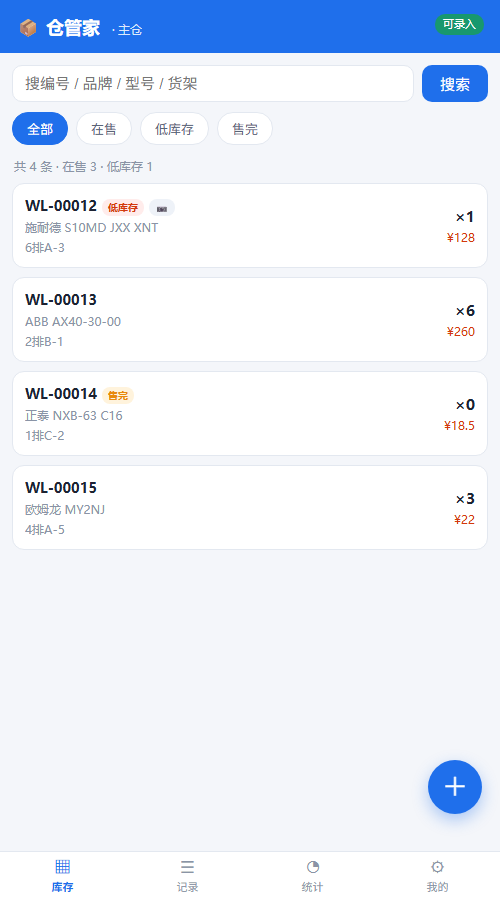 仓管家 · 主仓
可录入
搜编号 / 品牌 / 型号 / 货架
搜索
全部 在售 低库存 售完
共 4 条 · 在售 3 · 低库存 1
WL-00012 低库存
施耐德 S10MD JXX XNT
6排A-3
×1
¥128
WL-00013
ABB AX40-30-00
2排B-1
×6
¥260
WL-00014 售完
正泰 NXB-63 C16
1排C-2
×0
¥18.5
WL-00015
欧姆龙 MY2NJ
4排A-5
×3
¥22
库存 记录 统计 我的